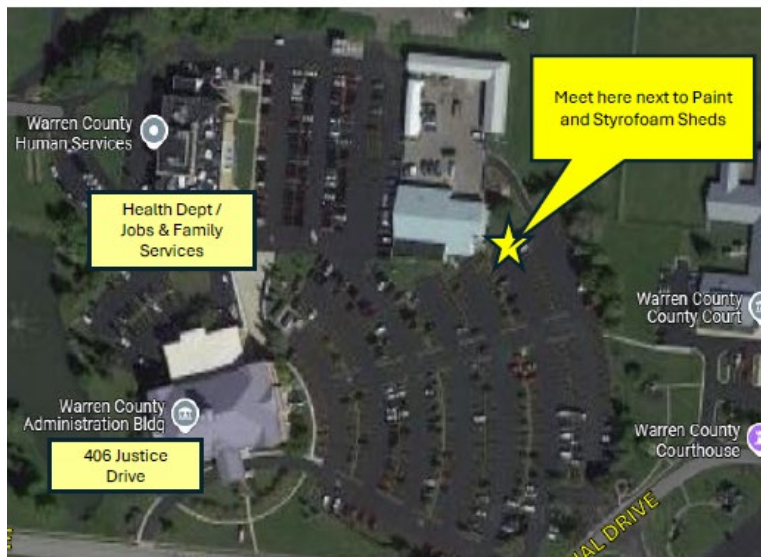 Meet here next to Paint
and Styrofoam Sheds
Warren County
Human Services
Health Dept /
Jobs & Family
Services
Warren County
County Court
Warren County
Administration Bldg
Warren County
Courthouse
406 Justice
Drive
DRIVE